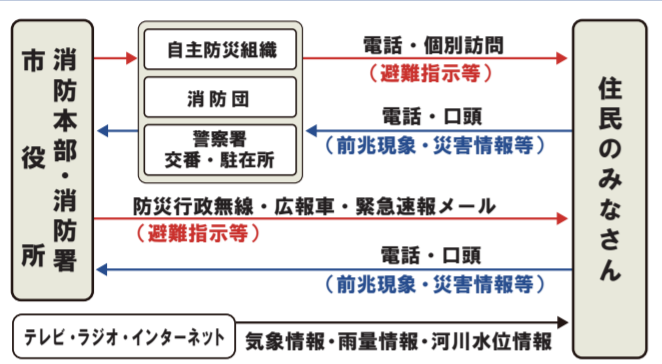 市役所
消防本部・消防署
自主防災組織
消防団
警察署
交番・駐在所
電話・個別訪問
（避難指示等）
電話・口頭
（前兆現象・災害情報等）
防災行政無線・広報車・緊急速報メール
（避難指示等）
電話・口頭
（前兆現象・災害情報等）
住民のみなさん
テレビ・ラジオ・インターネット
気象情報・雨量情報・河川水位情報